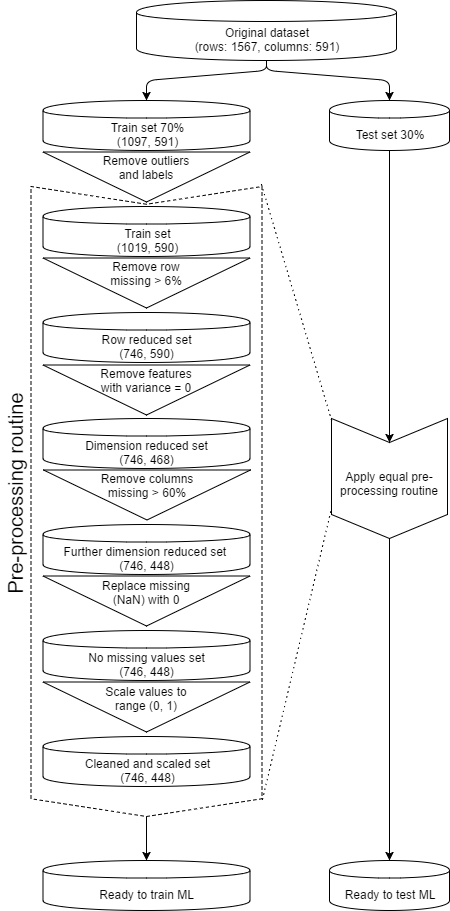 Original dataset
(rows: 1567, columns: 591)
Train set 70%
(1097, 591)
Test set 30%
Remove outliers
and labels
Train set
(1019, 590)
Remove row
missing > 6%
Row reduced set
(746, 590)
Remove features
with variance = 0
Dimension reduced set
(746, 468)
Remove columns
missing > 60%
Further dimension reduced set
(746, 448)
Replace missing
(NaN) with 0
No missing values set
(746, 448)
Scale values to
range (0, 1)
Cleaned and scaled set
(746, 448)
Pre-processing routine
Apply equal pre-
processing routine
Ready to train ML
Ready to test ML